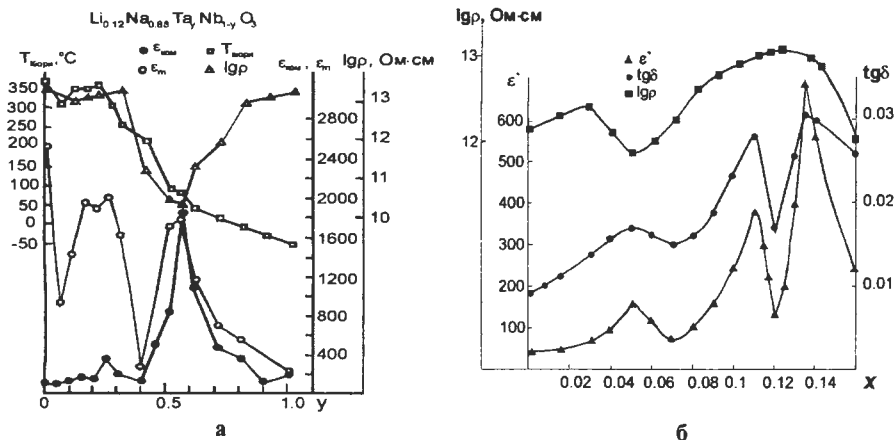 Li0.12Na0.88TayNb1-yO3
Tкюри,°C
εком
εm
Tкюри
lgρ
εком, εm lgρ, Ом·см
350
300
250
200
150
100
50
0
-50
13
12
11
10
2800
2400
2000
1600
1200
800
400
0
0.5
1.0
y
а
lgρ, Ом·см
13
12
ε`
600
500
400
300
200
100
ε`
tgδ
lgρ
tgδ
0.03
0.02
0.01
0.02
0.04
0.06
0.08
0.1
0.12
0.14
x
б